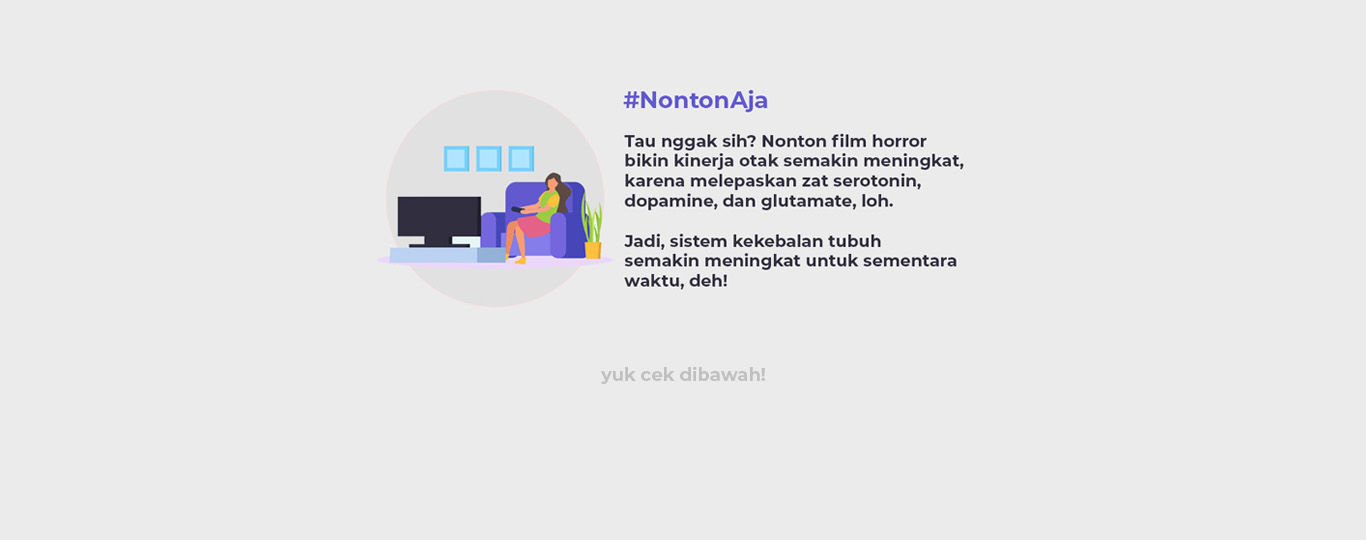 #NontonAja
Tau nggak sih? Nonton film horror
bikin kinerja otak semakin meningkat,
karena melepaskan zat serotonin,
dopamine, dan glutamate, loh.
Jadi, sistem kekebalan tubuh
semakin meningkat untuk sementara
waktu, deh!
yuk cek dibawah!